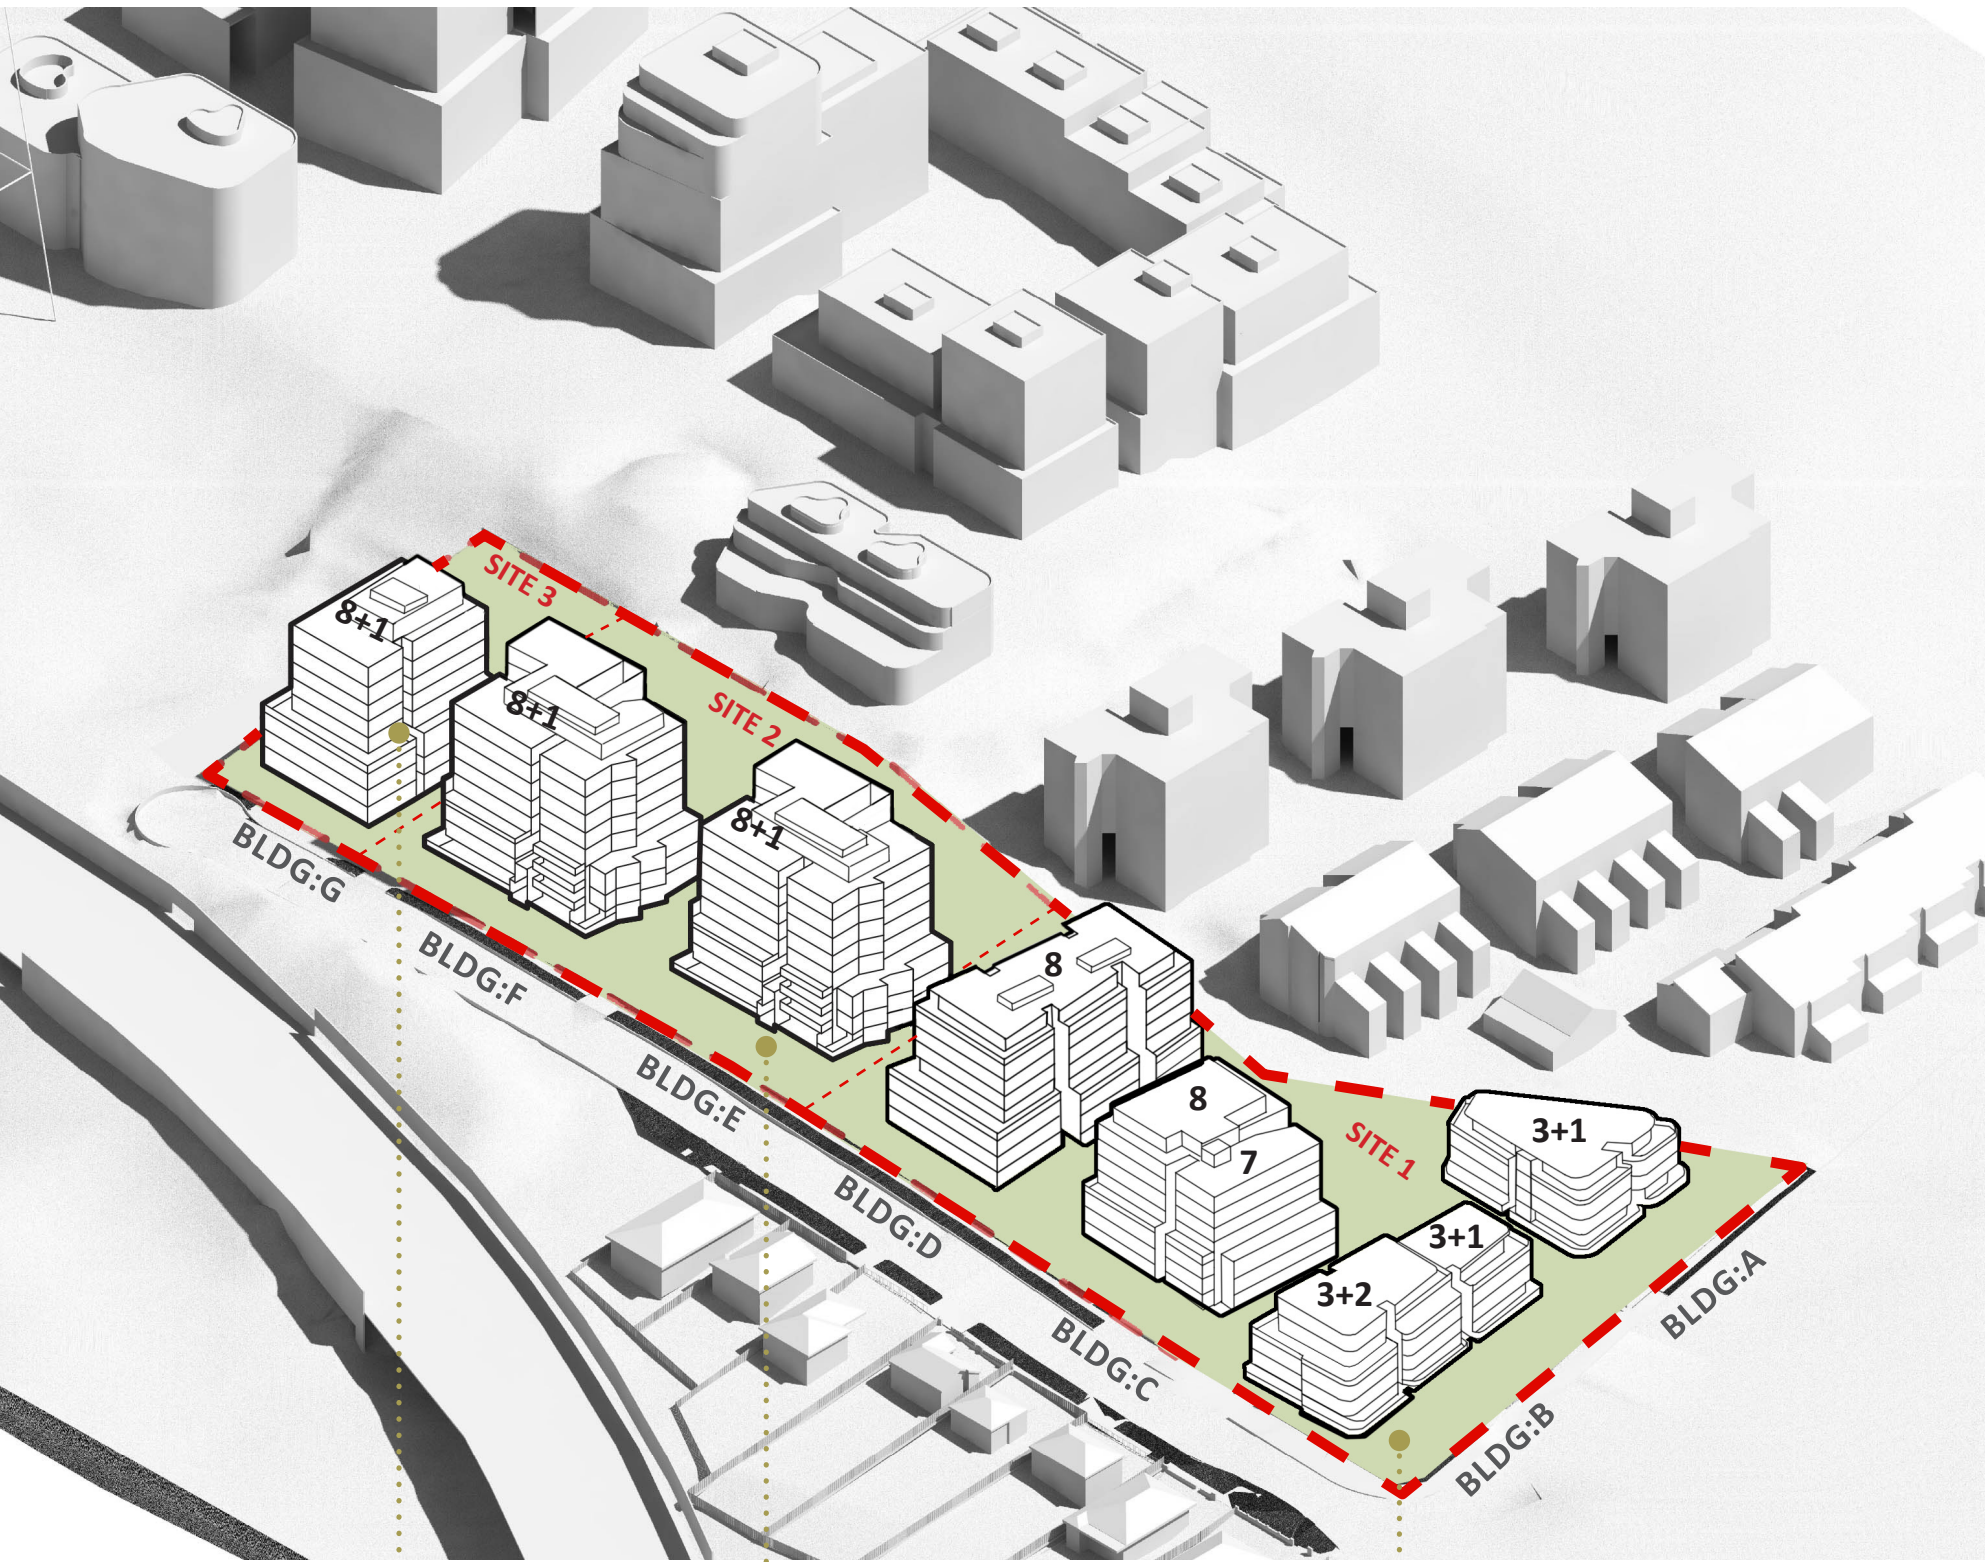 SITE 3
8+1
8+1
SITE 2
8+1
BLDG:G
BLDG:F
8
BLDG:E
8
7
SITE 1
3+1
BLDG:D
3+1
3+2
BLDG:A
BLDG:C
BLDG:B